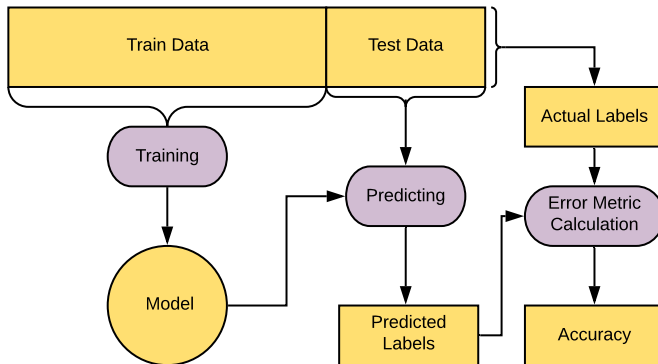 Train Data
Test Data
Actual Labels
Training
Predicting
Error Metric
Calculation
Model
Predicted
Labels
Accuracy